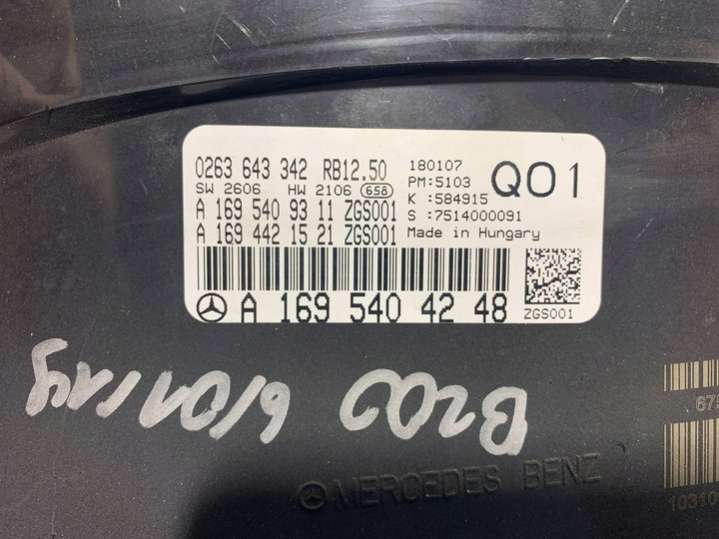 0263 643 342 RB12.50
SW 2606 HW 2106 658
A 169 540 93 11 ZGS001
A 169 442 15 21 ZGS001
180107
PM:5103
K :584915
S :7514000091
Made in Hungary
Q01
A 169 540 42 48
ZGS001
B200
MERCEDES BENZ